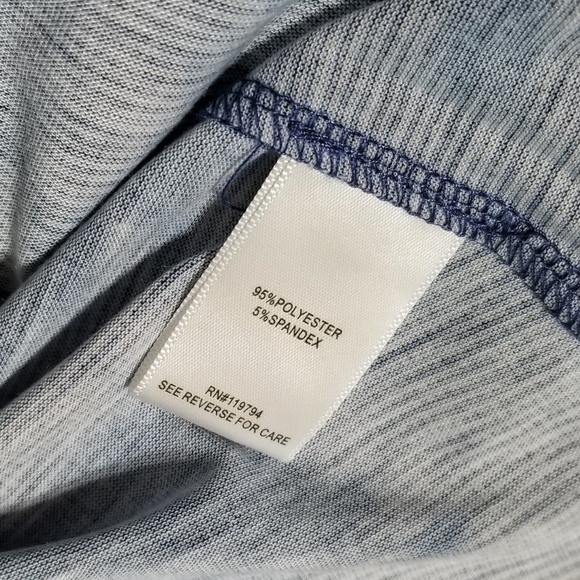 95%POLYESTER
5%SPANDEX
RN#119794
SEE REVERSE FOR CARE